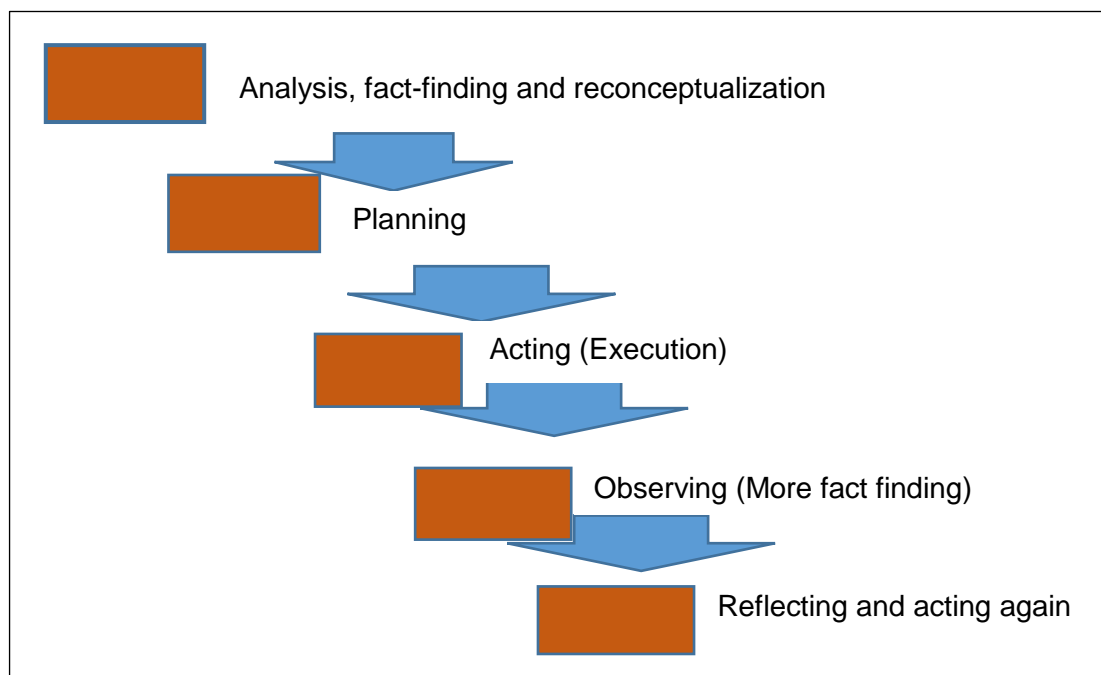 Analysis, fact-finding and reconceptualization
Planning
Acting (Execution)
Observing (More fact finding)
Reflecting and acting again